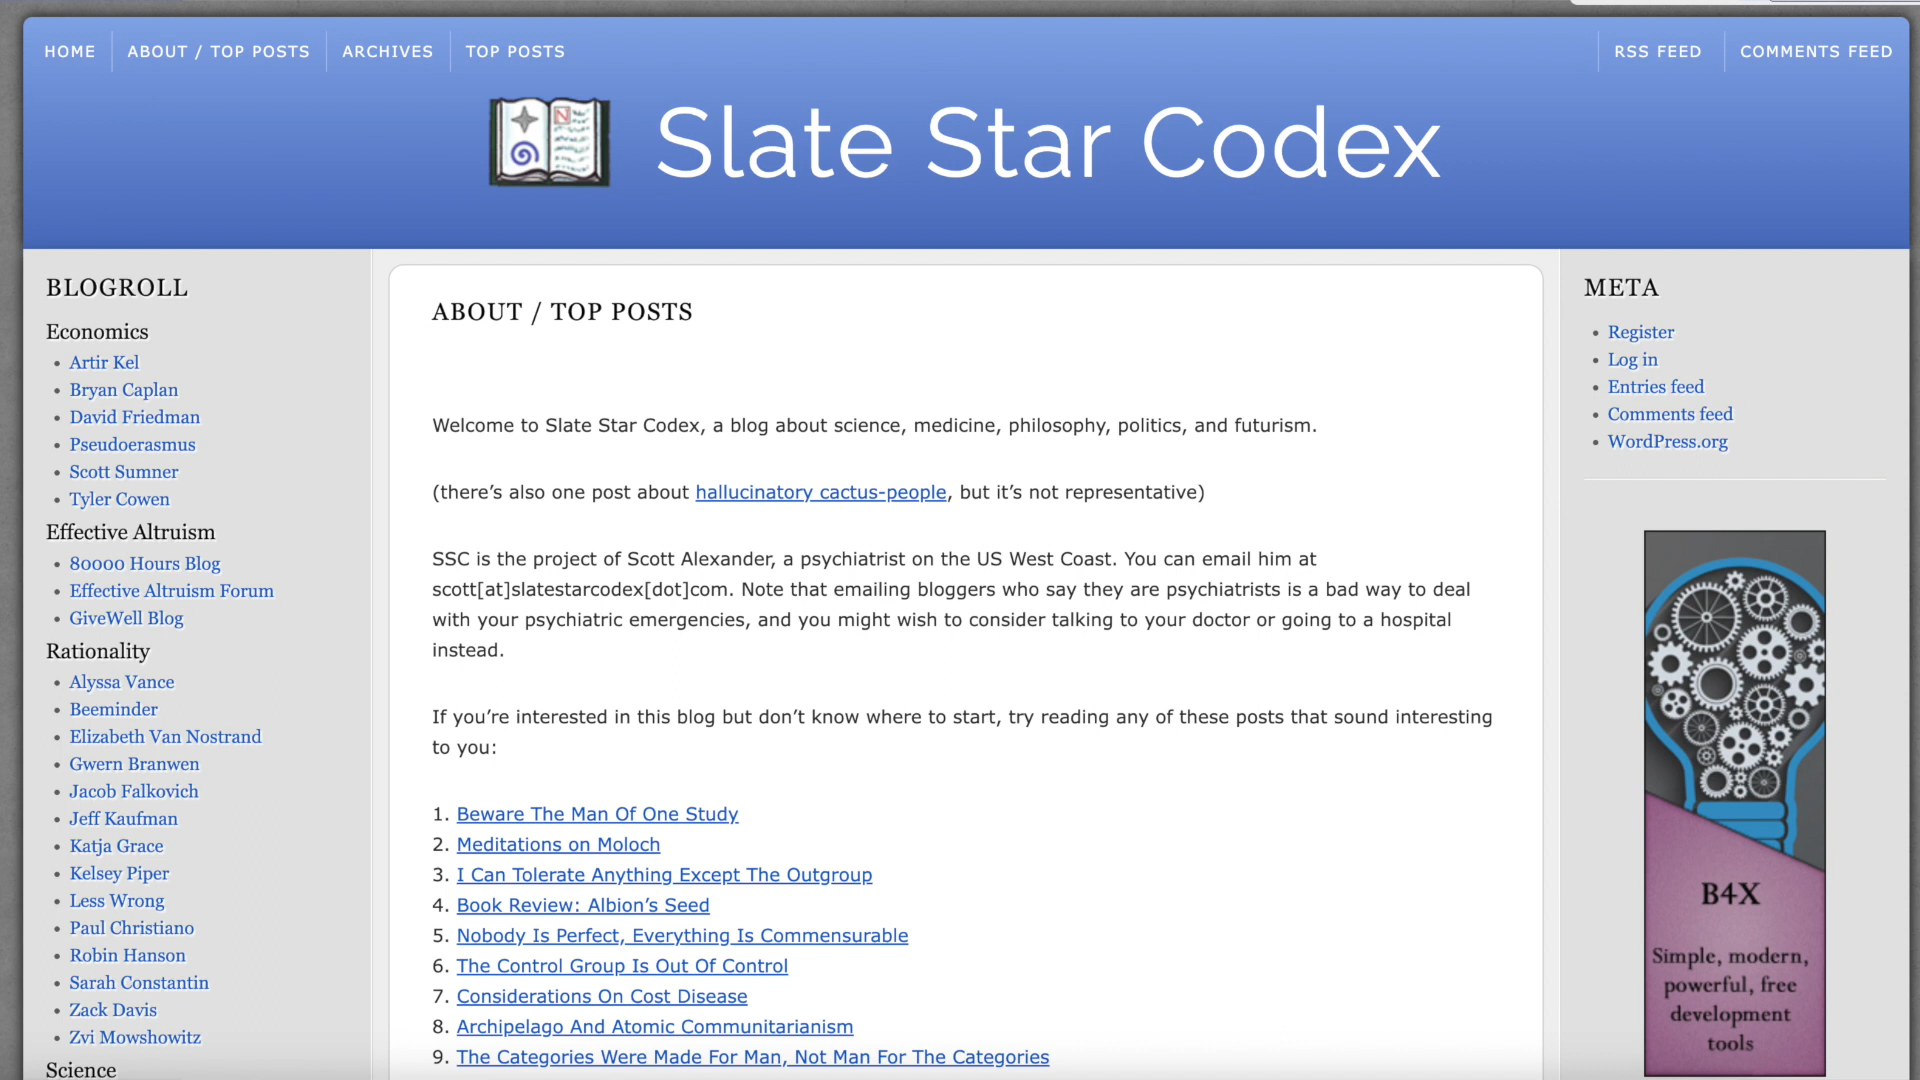 HOME
ABOUT / TOP POSTS
ARCHIVES
TOP POSTS
RSS FEED
COMMENTS FEED
Slate Star Codex
BLOGROLL
Economics
Artir Kel
Bryan Caplan
David Friedman
Pseudoerasmus
Scott Sumner
Tyler Cowen
Effective Altruism
80000 Hours Blog
Effective Altruism Forum
GiveWell Blog
Rationality
Alyssa Vance
Beeminder
Elizabeth Van Nostrand
Gwern Branwen
Jacob Falkovich
Jeff Kaufman
Katja Grace
Kelsey Piper
Less Wrong
Paul Christiano
Robin Hanson
Sarah Constantin
Zack Davis
Zvi Mowshowitz
Science
ABOUT / TOP POSTS
Welcome to Slate Star Codex, a blog about science, medicine, philosophy, politics, and futurism.
(there’s also one post about hallucinatory cactus-people, but it’s not representative)
SSC is the project of Scott Alexander, a psychiatrist on the US West Coast. You can email him at
scott[at]slatestarcodex[dot]com. Note that emailing bloggers who say they are psychiatrists is a bad way to deal
with your psychiatric emergencies, and you might wish to consider talking to your doctor or going to a hospital
instead.
If you’re interested in this blog but don’t know where to start, try reading any of these posts that sound interesting
to you:
1. Beware The Man Of One Study
2. Meditations on Moloch
3. I Can Tolerate Anything Except The Outgroup
4. Book Review: Albion’s Seed
5. Nobody Is Perfect, Everything Is Commensurable
6. The Control Group Is Out Of Control
7. Considerations On Cost Disease
8. Archipelago And Atomic Communitarianism
9. The Categories Were Made For Man, Not Man For The Categories
META
Register
Log in
Entries feed
Comments feed
WordPress.org
B4X
Simple, modern,
powerful, free
development
tools